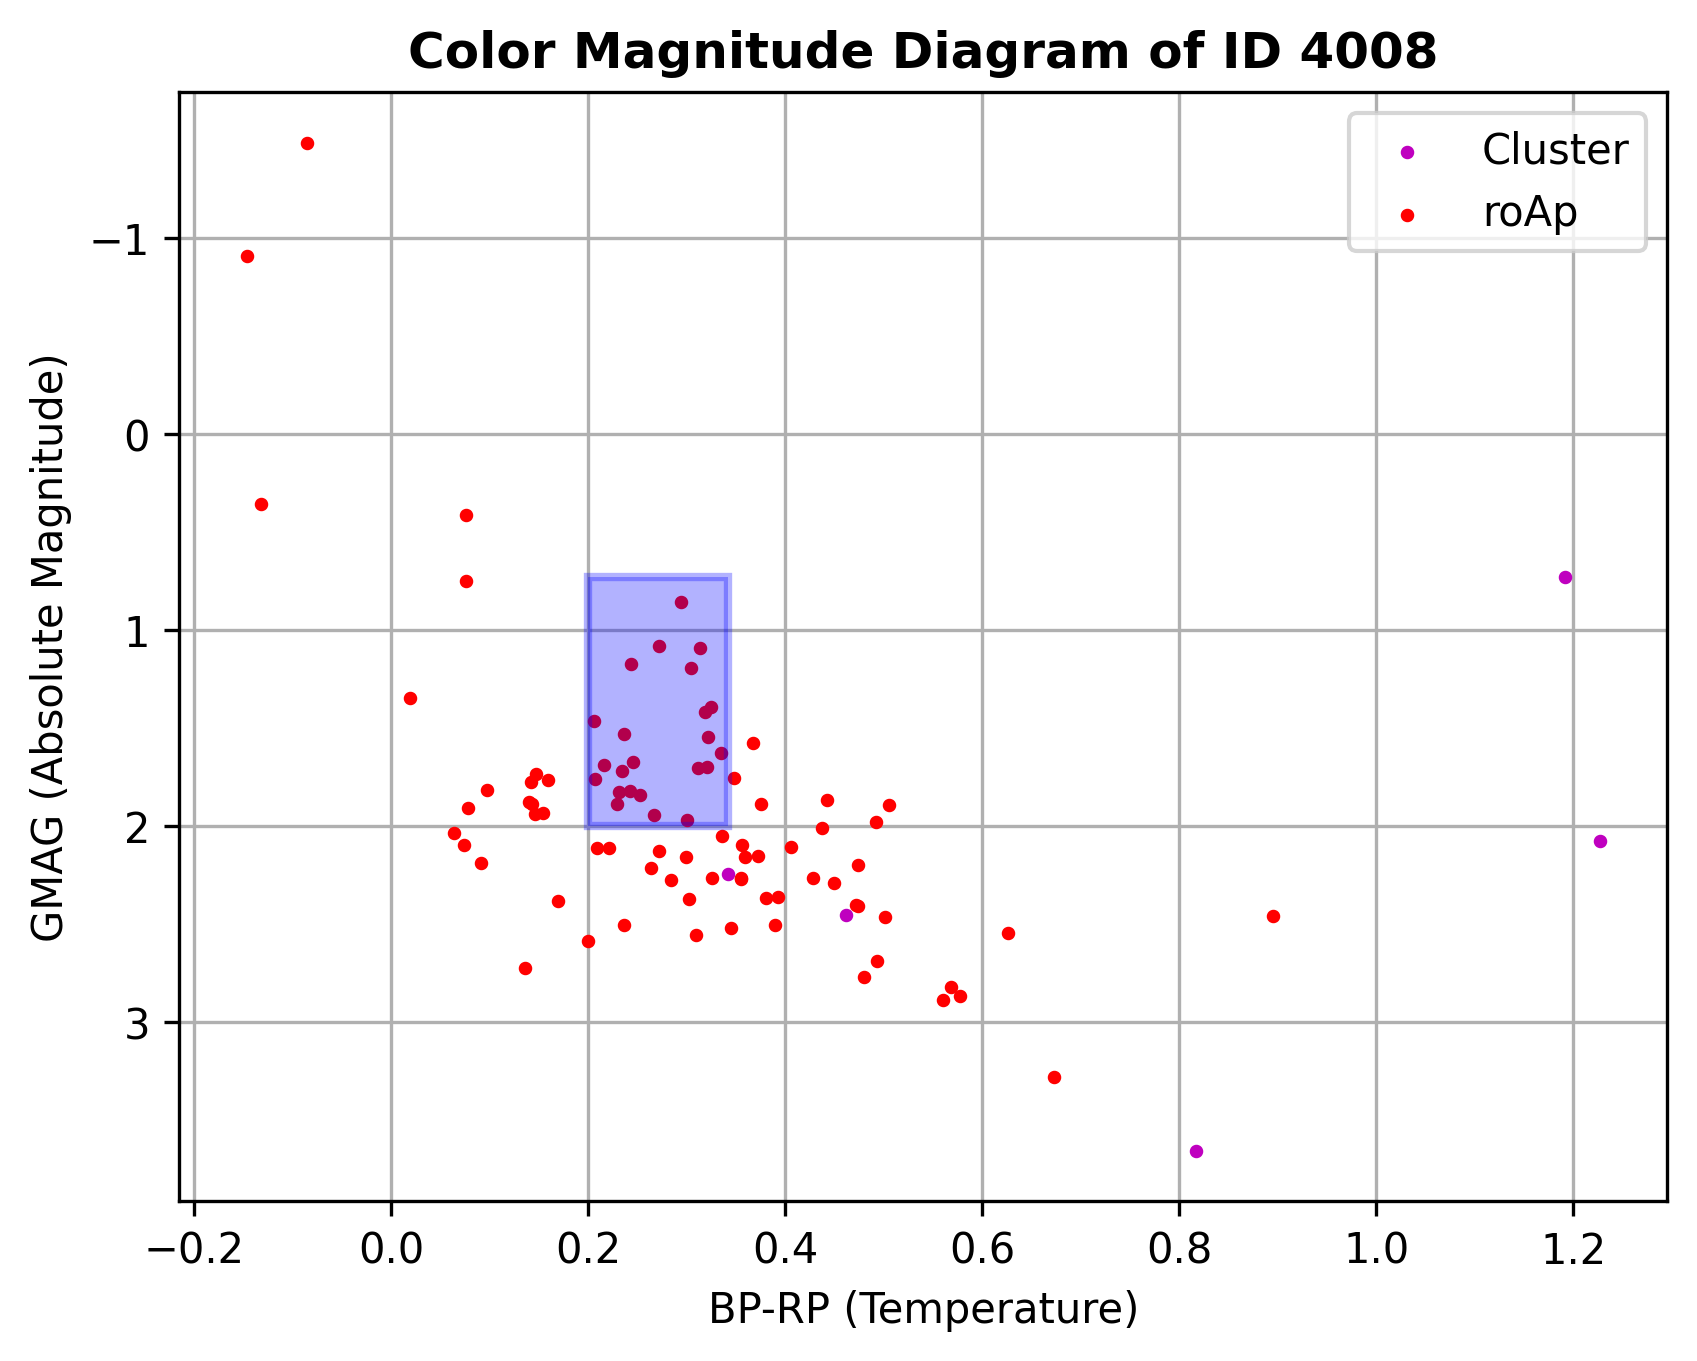 Color Magnitude Diagram of ID 4008
Cluster
roAp
−1
0
1
2
3
GMAG (Absolute Magnitude)
−0.2 0.0 0.2 0.4 0.6 0.8 1.0 1.2
BP-RP (Temperature)